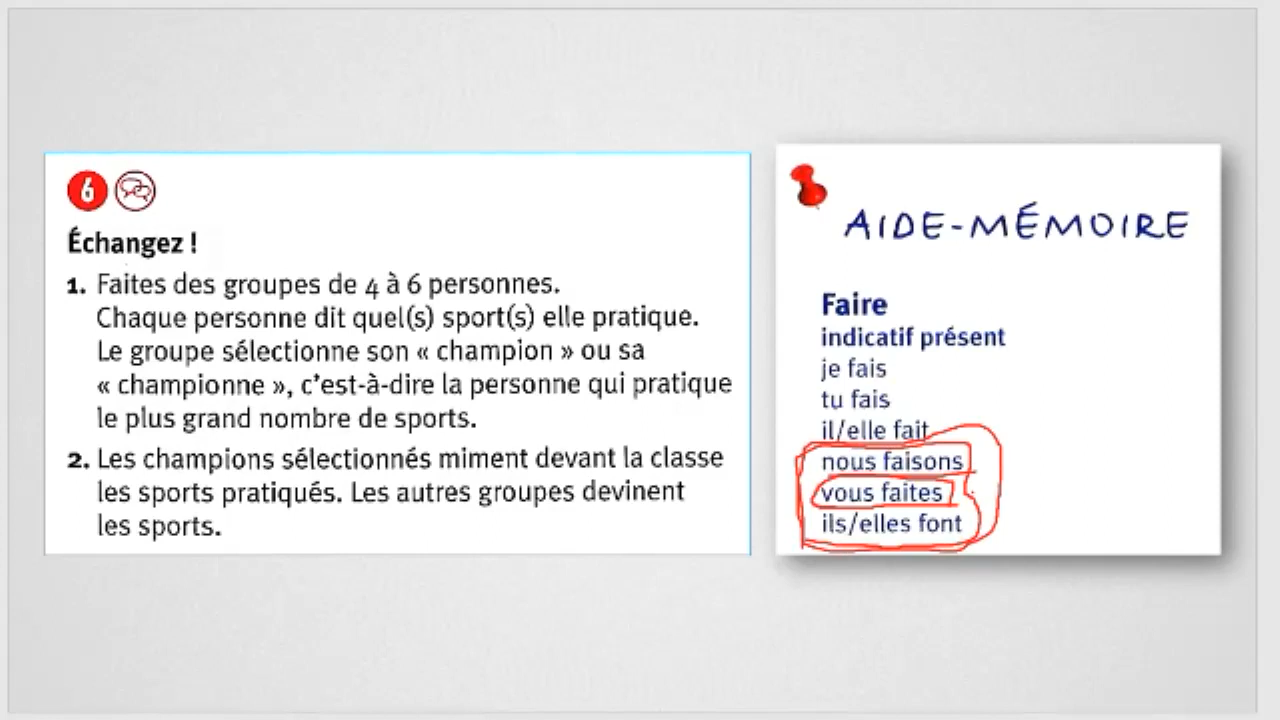 6
Échangez !
1. Faites des groupes de 4 à 6 personnes.
Chaque personne dit quel(s) sport(s) elle pratique.
Le groupe sélectionne son « champion » ou sa
« championne », c'est-à-dire la personne qui pratique
le plus grand nombre de sports.
2. Les champions sélectionnés miment devant la classe
les sports pratiqués. Les autres groupes devinent
les sports.
AIDE-MÉMOIRE
Faire
indicatif présent
je fais
tu fais
il/elle fait
nous faisons
vous faites
ils/elles font